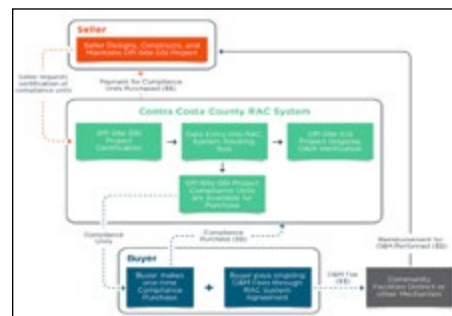 Seller
Seller Designs, Constructs, and
Maintains Off-Site GSI Project
Seller requests
certification of
compliance units
Payment for Compliance
Units Purchased ($$)
Contra Costa County RAC System
Off-Site GSI
Project
Certification
Data Entry into RAC
System Tracking
Tool
Off-Site GSI
Project Ongoing
O&M Verification
Off-Site GSI Project
Compliance Units
are Available for
Purchase
Compliance
Units
Compliance
Purchase ($$)
Reimbursement for
O&M Performed ($$)
Buyer
Buyer makes
one-time
Compliance
Purchase
+
Buyer pays ongoing
O&M Fees through
RAC System
Agreement
O&M Fee
($$)
Community
Facilities District or
other Mechanism